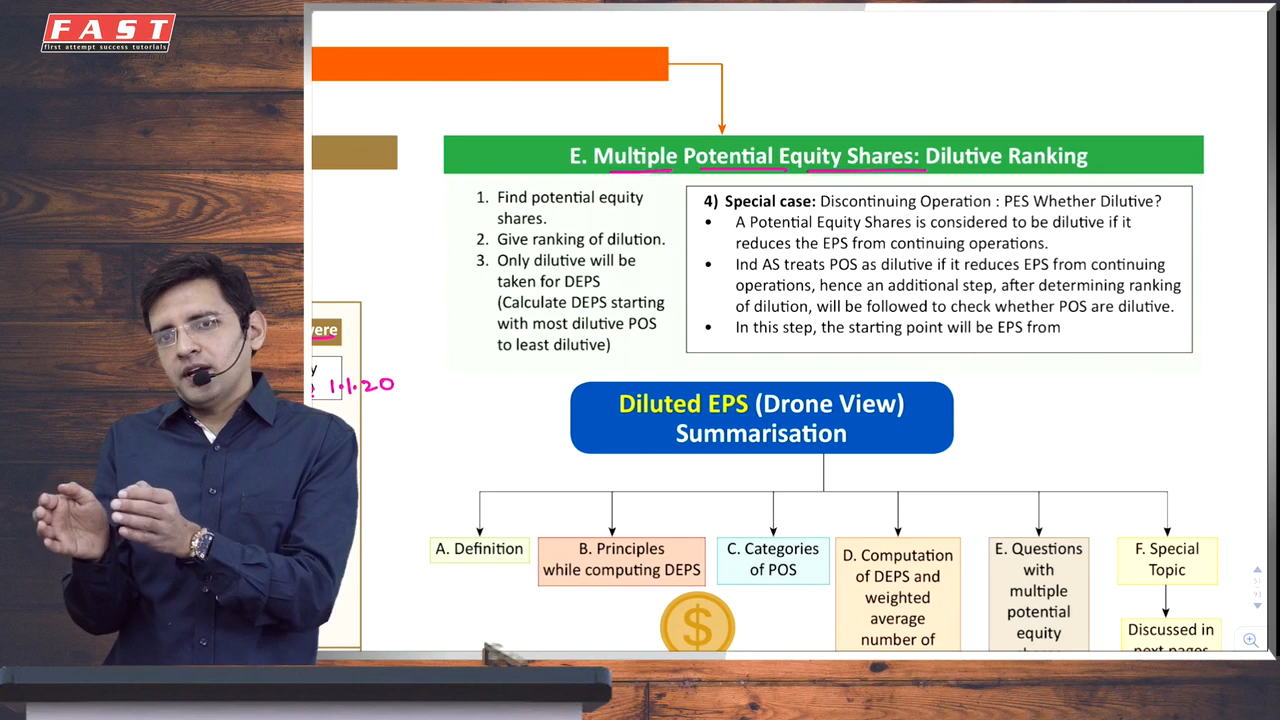 FAST
first attempt success tutorials
E. Multiple Potential Equity Shares: Dilutive Ranking
1. Find potential equity
shares.
2. Give ranking of dilution.
3. Only dilutive will be
taken for DEPS
(Calculate DEPS starting
with most dilutive POS
to least dilutive)
4) Special case: Discontinuing Operation : PES Whether Dilutive?
• A Potential Equity Shares is considered to be dilutive if it
reduces the EPS from continuing operations.
• Ind AS treats POS as dilutive if it reduces EPS from continuing
operations, hence an additional step, after determining ranking
of dilution, will be followed to check whether POS are dilutive.
• In this step, the starting point will be EPS from
vere
y
1.1.20
Diluted EPS (Drone View)
Summarisation
A. Definition
B. Principles
while computing DEPS
C. Categories
of POS
D. Computation
of DEPS and
weighted
average
number of
E. Questions
with
multiple
potential
equity
F. Special
Topic
Discussed in
next pages
$